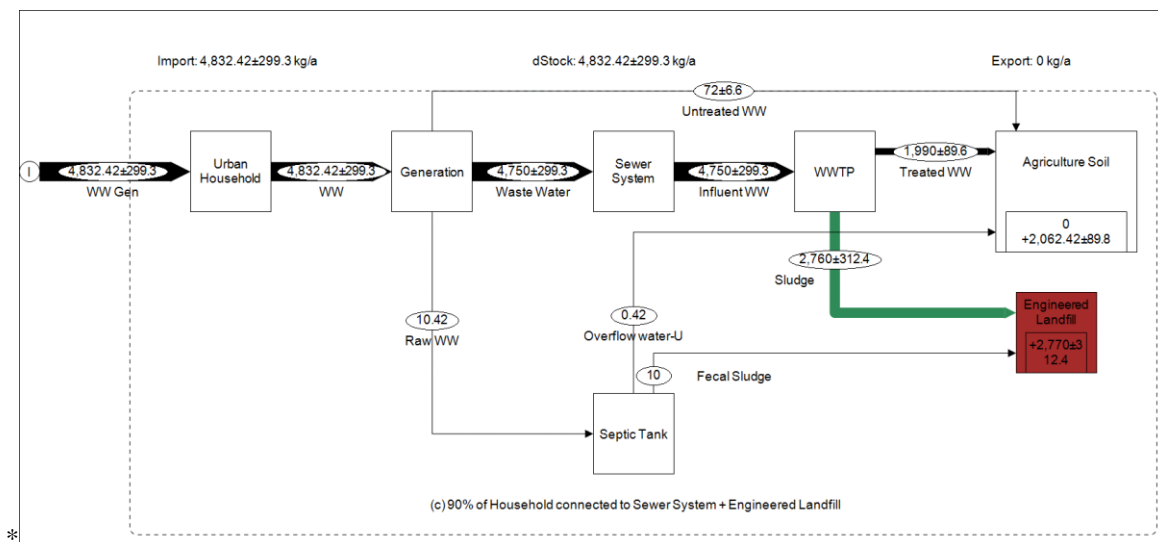 Import: 4,832.42±299.3 kg/a
dStock: 4,832.42±299.3 kg/a
Export: 0 kg/a
72±6.6
Untreated WW
I
4,832.42±299.3
WW Gen
Urban
Household
4,832.42±299.3
WW
Generation
4,750±299.3
Waste Water
Sewer
System
4,750±299.3
Influent WW
WWTP
1,990±89.6
Treated WW
Agriculture Soil
0
+2,062.42±89.8
2,760±312.4
Sludge
Engineered
Landfill
+2,770±3
12.4
10.42
Raw WW
0.42
Overflow water-U
10
Fecal Sludge
Septic Tank
(c) 90% of Household connected to Sewer System + Engineered Landfill
*